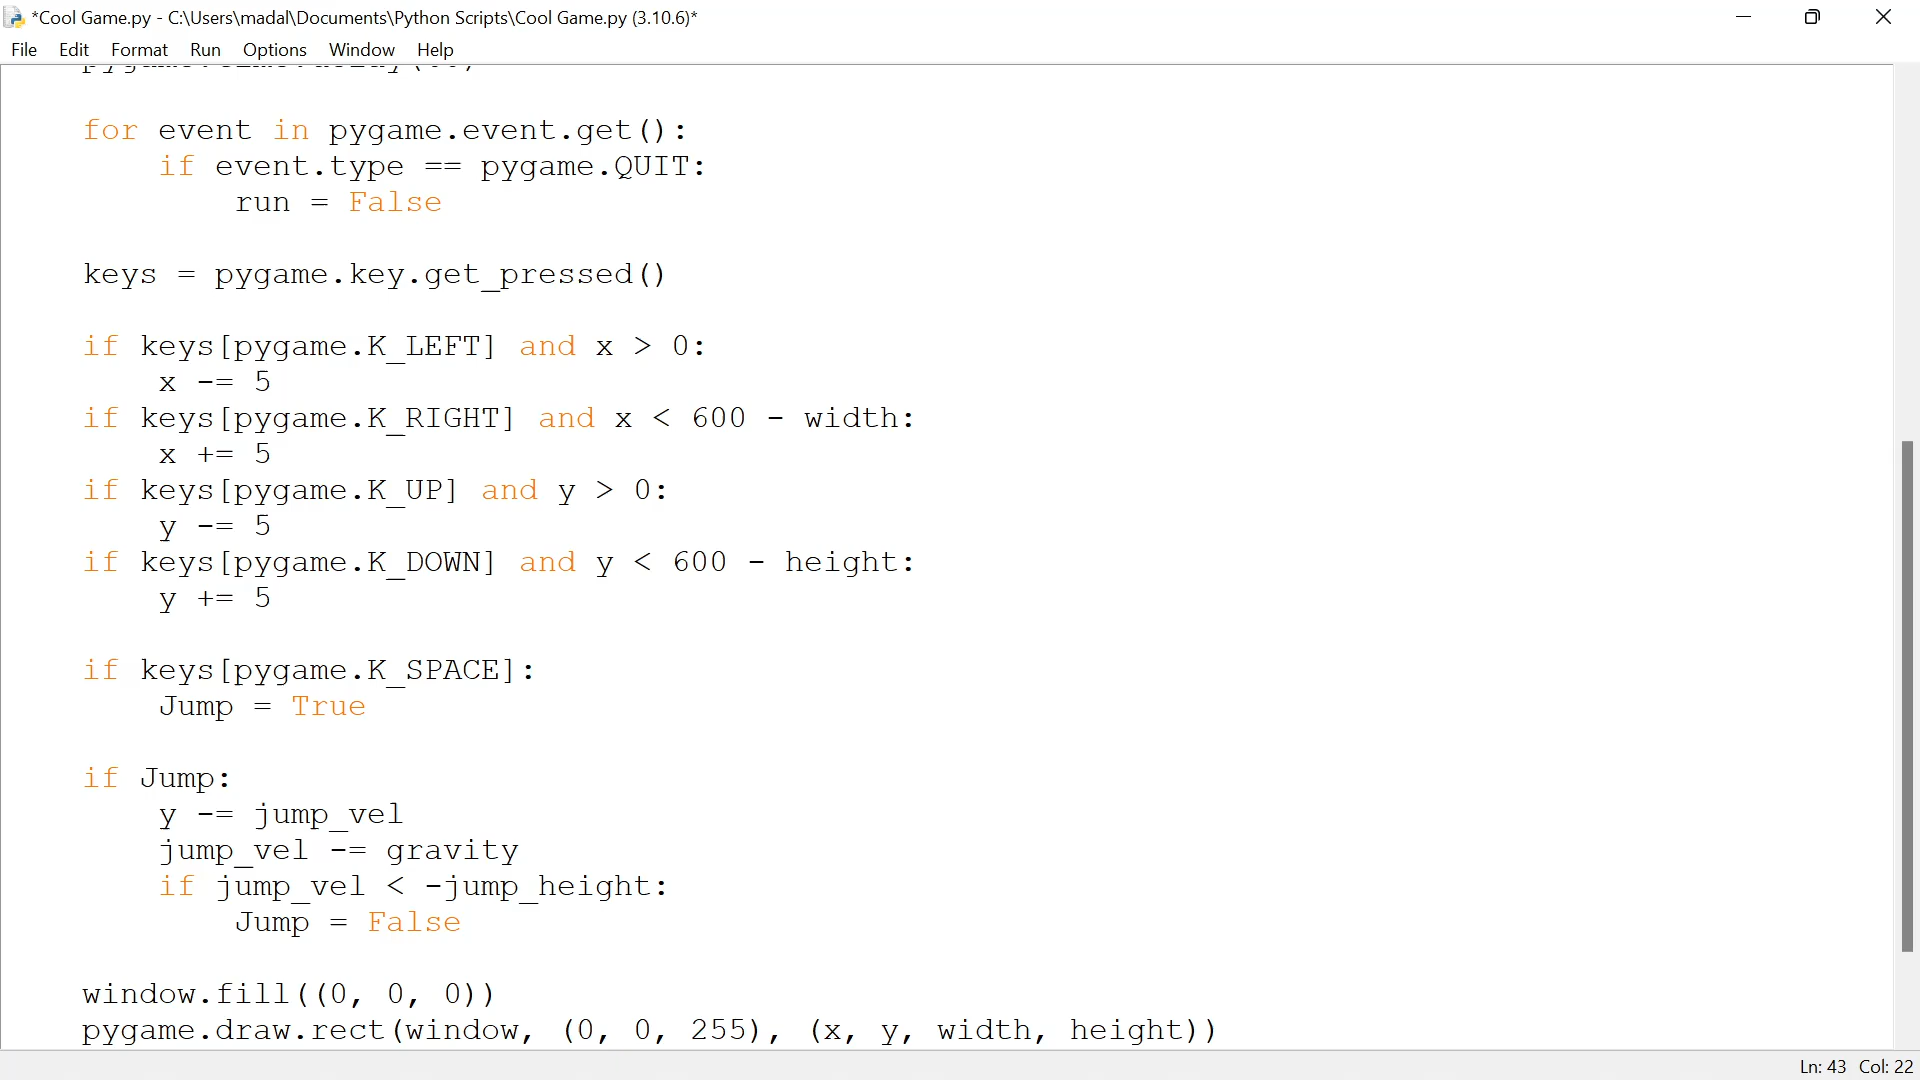 *Cool Game.py - C:\Users\madal\Documents\Python Scripts\Cool Game.py (3.10.6)*
File Edit Format Run Options Window Help
for event in pygame.event.get():
if event.type == pygame.QUIT:
run = False
keys = pygame.key.get_pressed()
if keys[pygame.K_LEFT] and x > 0:
x -= 5
if keys[pygame.K_RIGHT] and x < 600 - width:
x += 5
if keys[pygame.K_UP] and y > 0:
y -= 5
if keys[pygame.K_DOWN] and y < 600 - height:
y += 5
if keys[pygame.K_SPACE]:
Jump = True
if Jump:
y -= jump_vel
jump_vel -= gravity
if jump_vel < -jump_height:
Jump = False
window.fill((0, 0, 0))
pygame.draw.rect(window, (0, 0, 255), (x, y, width, height))
Ln: 43 Col: 22